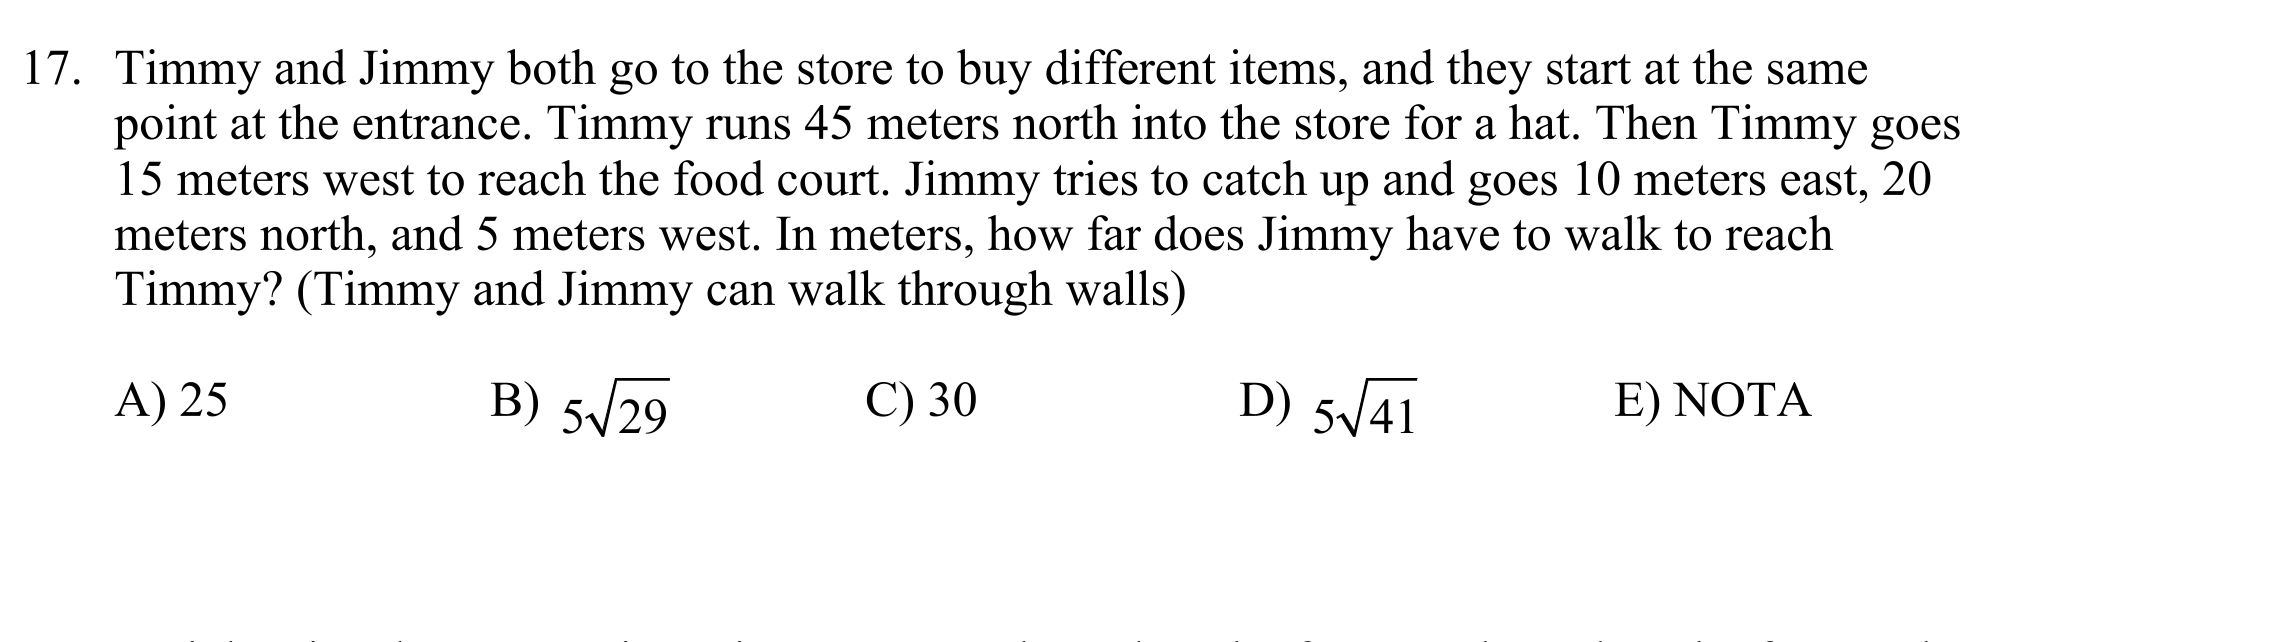 17. Timmy and Jimmy both go to the store to buy different items, and they start at the same
point at the entrance. Timmy runs 45 meters north into the store for a hat. Then Timmy goes
15 meters west to reach the food court. Jimmy tries to catch up and goes 10 meters east, 20
meters north, and 5 meters west. In meters, how far does Jimmy have to walk to reach
Timmy? (Timmy and Jimmy can walk through walls)
A) 25 B) 5√29 C) 30 D) 5√41 E) NOTA